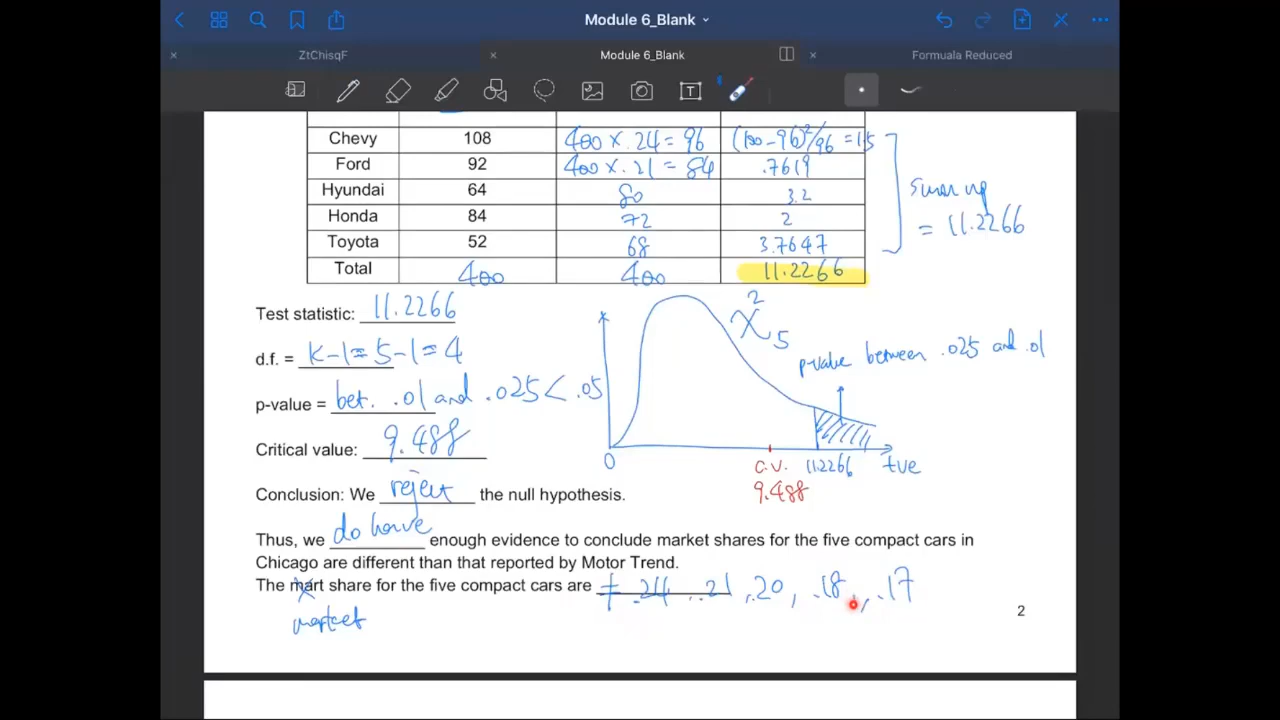 Module 6_Blank
ZtChisqF
Module 6_Blank
Formuala Reduced
Chevy 108 400 × .24 = 96 (100-96)²/96 = 1.5
Ford 92 400 × .21 = 84 .7619
Hyundai 64 80 3.2
Honda 84 72 2
Toyota 52 68 3.7647
Total 400 400 11.2266
sum up
= 11.2266
Test statistic: 11.2266
χ²5
d.f. = k-1 = 5-1 = 4
p-value between .025 and .01
p-value = bet. .01 and .025 < .05
Critical value: 9.488
0 c.v. 11.2266 +ve
9.488
Conclusion: We reject the null hypothesis.
Thus, we do have enough evidence to conclude market shares for the five compact cars in
Chicago are different than that reported by Motor Trend.
The mart share for the five compact cars are ≠ .24, .21, .20, .18, .17
market
2